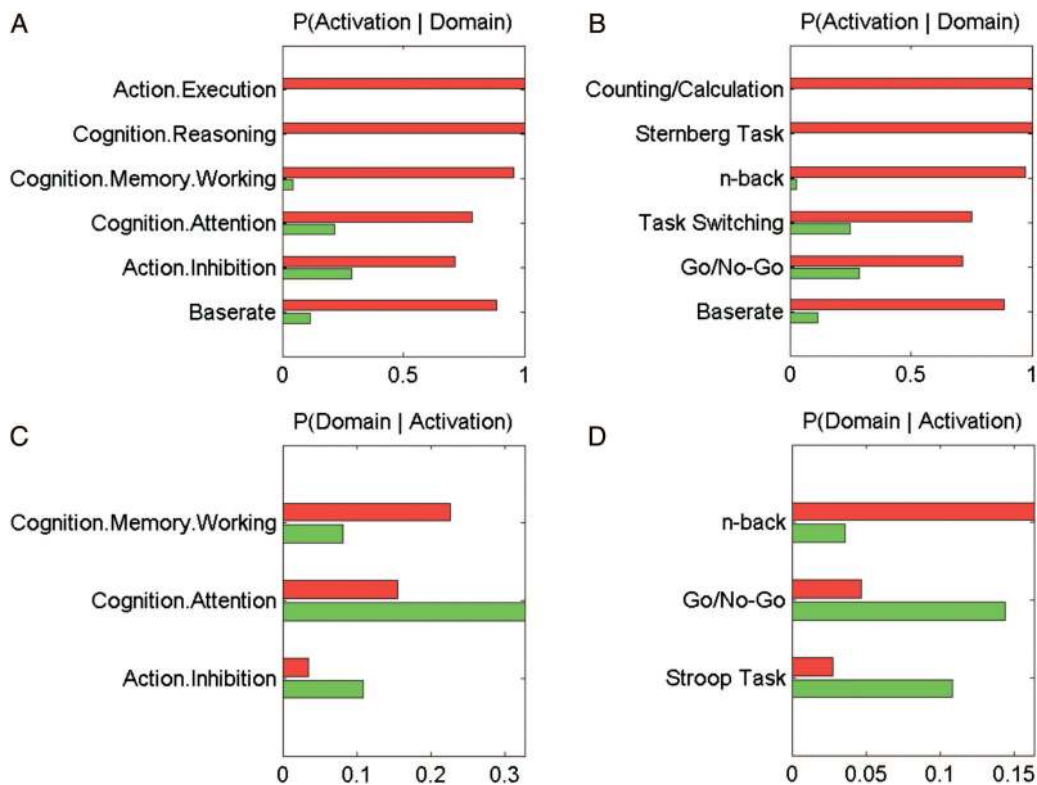 A
P(Activation | Domain)
Action.Execution
Cognition.Reasoning
Cognition.Memory.Working
Cognition.Attention
Action.Inhibition
Baserate
0 0.5 1
B
P(Activation | Domain)
Counting/Calculation
Sternberg Task
n-back
Task Switching
Go/No-Go
Baserate
0 0.5 1
C
P(Domain | Activation)
Cognition.Memory.Working
Cognition.Attention
Action.Inhibition
0 0.1 0.2 0.3
D
P(Domain | Activation)
n-back
Go/No-Go
Stroop Task
0 0.05 0.1 0.15